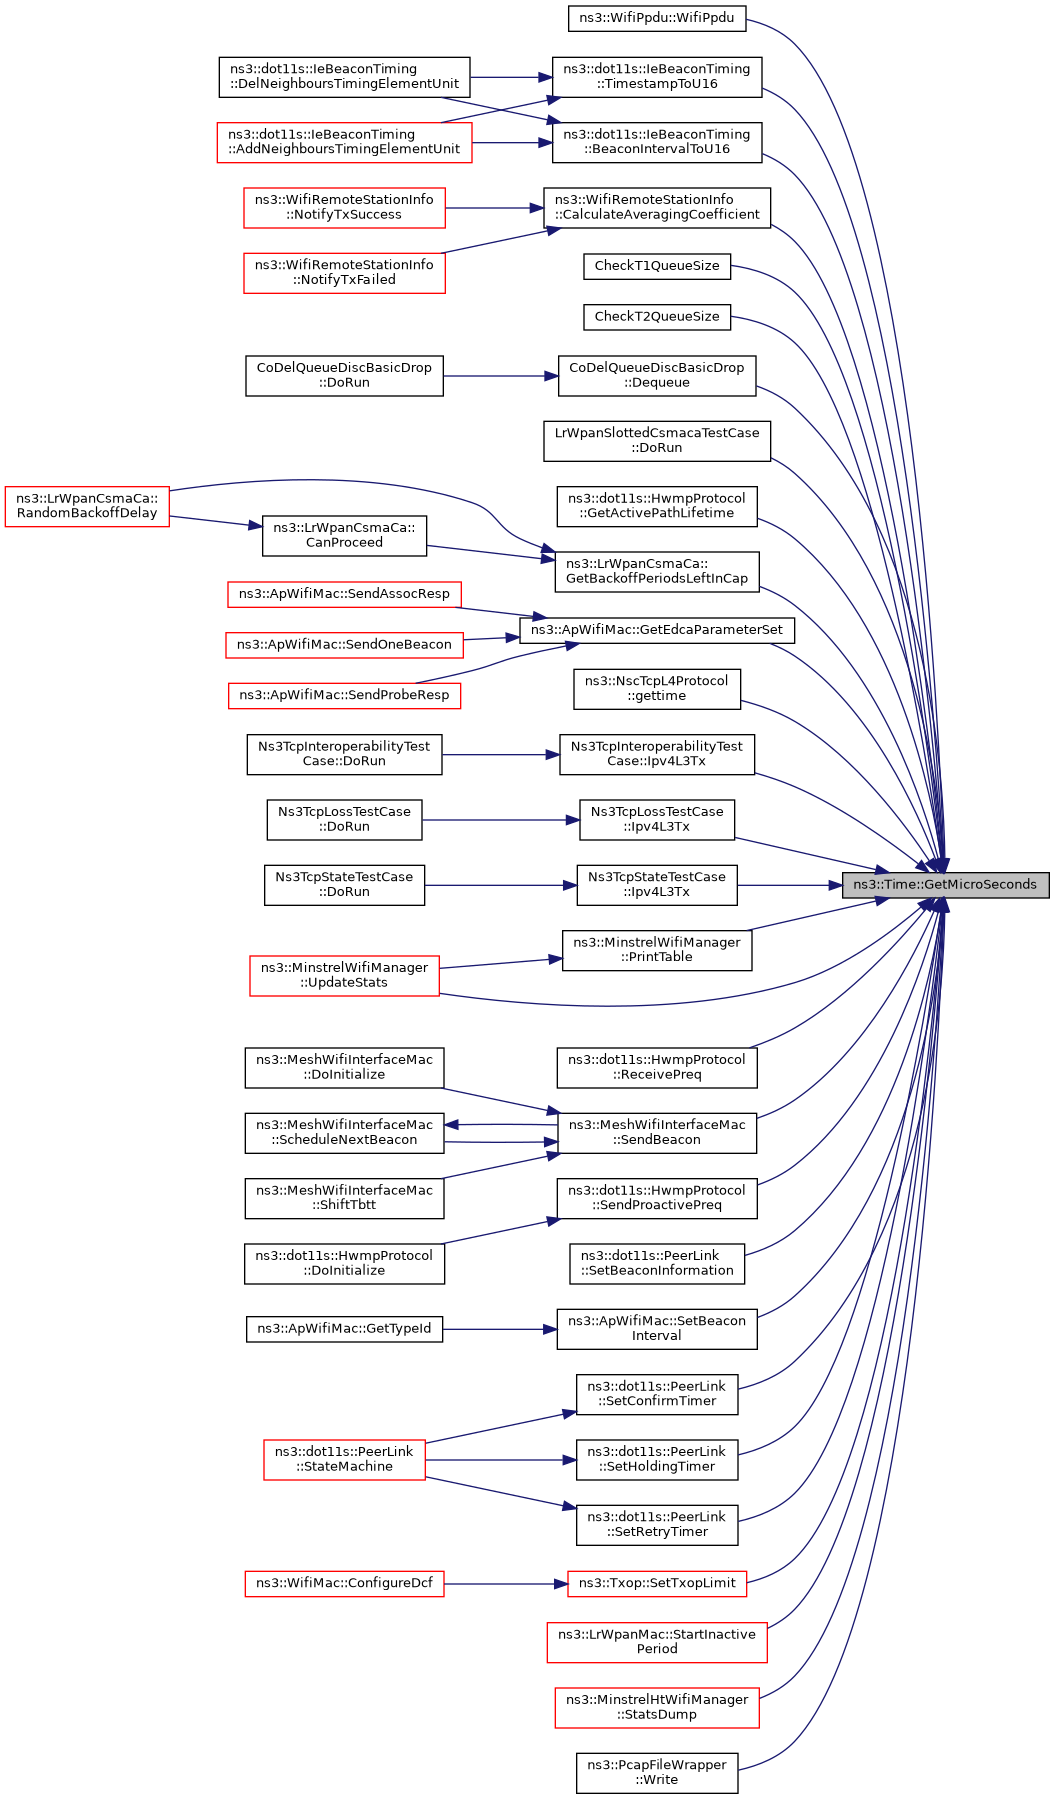 ns3::WifiPpdu::WifiPpdu
ns3::dot11s::IeBeaconTiming
::DelNeighboursTimingElementUnit
ns3::dot11s::IeBeaconTiming
::TimestampToU16
ns3::dot11s::IeBeaconTiming
::AddNeighboursTimingElementUnit
ns3::dot11s::IeBeaconTiming
::BeaconIntervalToU16
ns3::WifiRemoteStationInfo
::NotifyTxSuccess
ns3::WifiRemoteStationInfo
::CalculateAveragingCoefficient
ns3::WifiRemoteStationInfo
::NotifyTxFailed
CheckT1QueueSize
CheckT2QueueSize
CoDelQueueDiscBasicDrop
::DoRun
CoDelQueueDiscBasicDrop
::Dequeue
LrWpanSlottedCsmacaTestCase
::DoRun
ns3::LrWpanCsmaCa::
RandomBackoffDelay
ns3::dot11s::HwmpProtocol
::GetActivePathLifetime
ns3::LrWpanCsmaCa::
CanProceed
ns3::LrWpanCsmaCa::
GetBackoffPeriodsLeftInCap
ns3::ApWifiMac::SendAssocResp
ns3::ApWifiMac::GetEdcaParameterSet
ns3::ApWifiMac::SendOneBeacon
ns3::ApWifiMac::SendProbeResp
ns3::NscTcpL4Protocol
::gettime
Ns3TcpInteroperabilityTest
Case::DoRun
Ns3TcpInteroperabilityTest
Case::Ipv4L3Tx
Ns3TcpLossTestCase
::DoRun
Ns3TcpLossTestCase
::Ipv4L3Tx
Ns3TcpStateTestCase
::DoRun
Ns3TcpStateTestCase
::Ipv4L3Tx
ns3::Time::GetMicroSeconds
ns3::MinstrelWifiManager
::PrintTable
ns3::MinstrelWifiManager
::UpdateStats
ns3::MeshWifiInterfaceMac
::DoInitialize
ns3::dot11s::HwmpProtocol
::ReceivePreq
ns3::MeshWifiInterfaceMac
::ScheduleNextBeacon
ns3::MeshWifiInterfaceMac
::SendBeacon
ns3::MeshWifiInterfaceMac
::ShiftTbtt
ns3::dot11s::HwmpProtocol
::SendProactivePreq
ns3::dot11s::HwmpProtocol
::DoInitialize
ns3::dot11s::PeerLink
::SetBeaconInformation
ns3::ApWifiMac::GetTypeId
ns3::ApWifiMac::SetBeacon
Interval
ns3::dot11s::PeerLink
::SetConfirmTimer
ns3::dot11s::PeerLink
::StateMachine
ns3::dot11s::PeerLink
::SetHoldingTimer
ns3::dot11s::PeerLink
::SetRetryTimer
ns3::WifiMac::ConfigureDcf
ns3::Txop::SetTxopLimit
ns3::LrWpanMac::StartInactive
Period
ns3::MinstrelHtWifiManager
::StatsDump
ns3::PcapFileWrapper
::Write